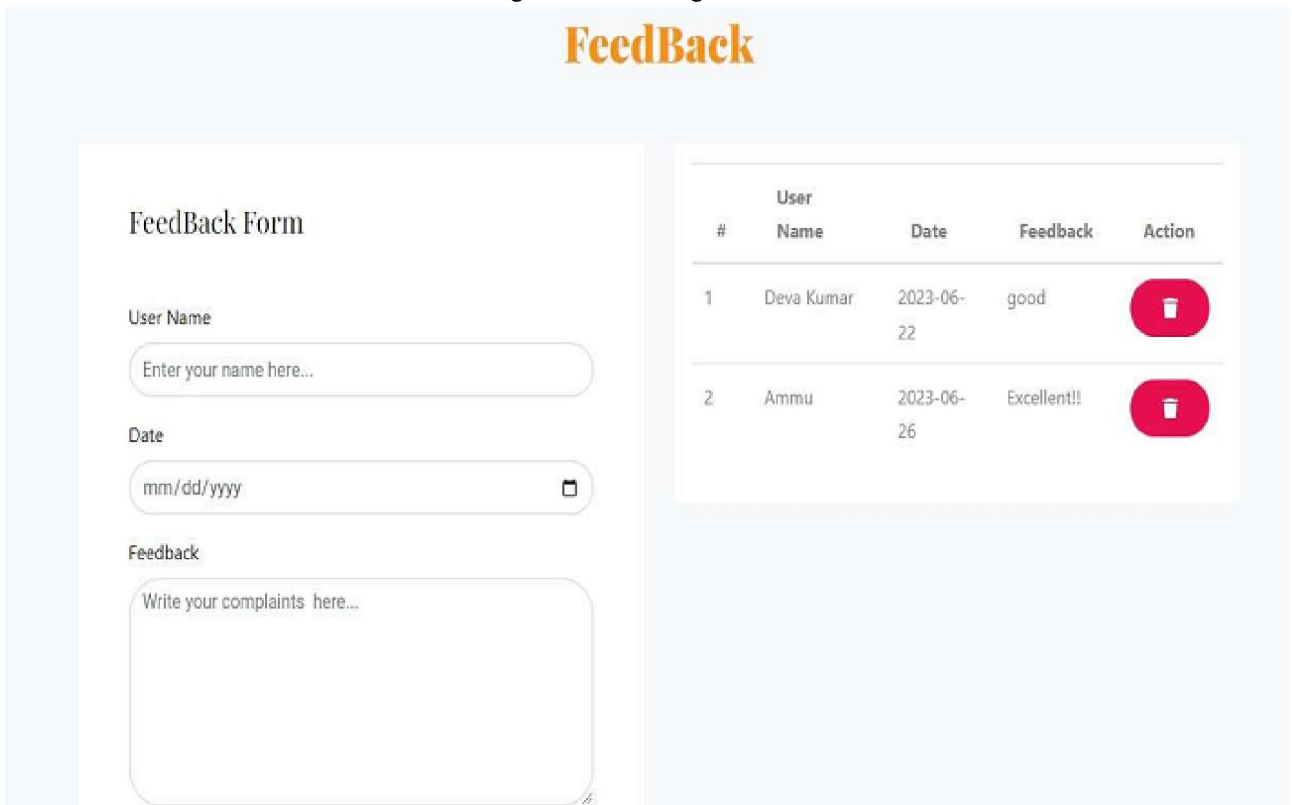 FeedBack
FeedBack Form
User Name
Enter your name here...
Date
mm/dd/yyyy
Feedback
Write your complaints here...
User
# Name Date Feedback Action
1 Deva Kumar 2023-06- good
22
2 Ammu 2023-06- Excellent!!
26